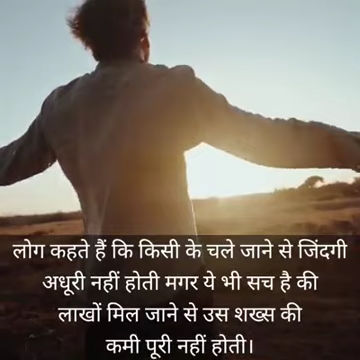 लोग कहते हैं कि किसी के चले जाने से जिंदगी
अधूरी नहीं होती मगर ये भी सच है की
लाखों मिल जाने से उस शख्स की
कमी पूरी नहीं होती।